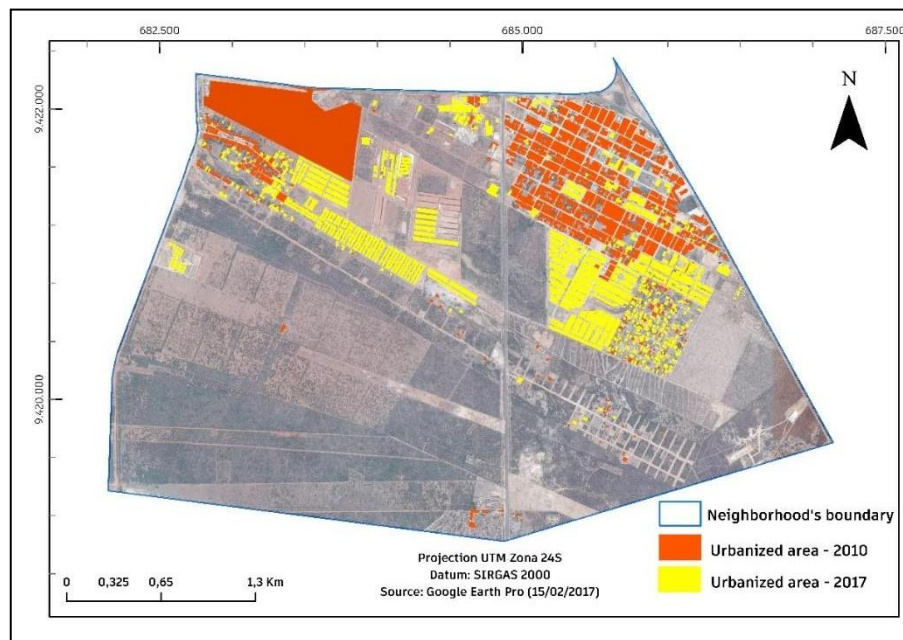 682.500 685.000 687.500
9.422.000
N
9.420.000
Neighborhood's boundary
Urbanized area - 2010
Urbanized area - 2017
Projection UTM Zona 24S
Datum: SIRGAS 2000
Source: Google Earth Pro (15/02/2017)
0 0,325 0,65 1,3 Km